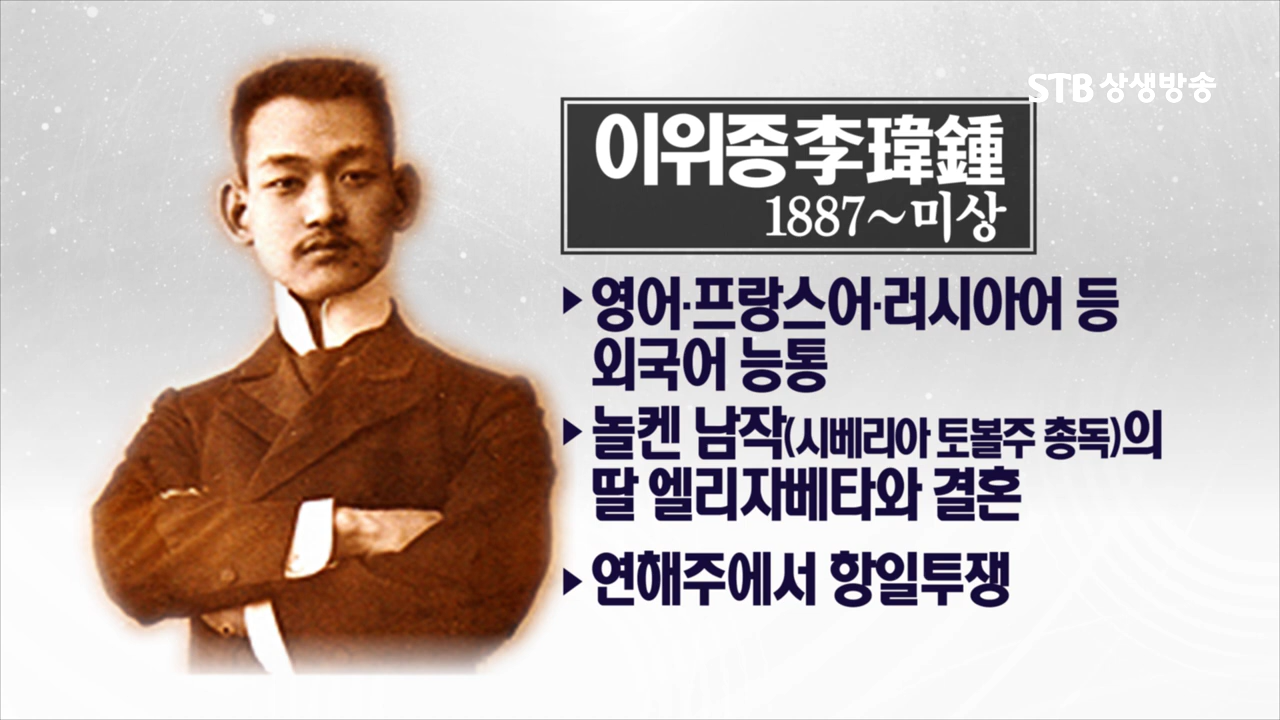 STB 상생방송
이위종 李瑋鍾
1887~미상
▶ 영어·프랑스어·러시아어 등
외국어 능통
▶ 놀켄 남작(시베리아 토볼주 총독)의
딸 엘리자베타와 결혼
▶ 연해주에서 항일투쟁